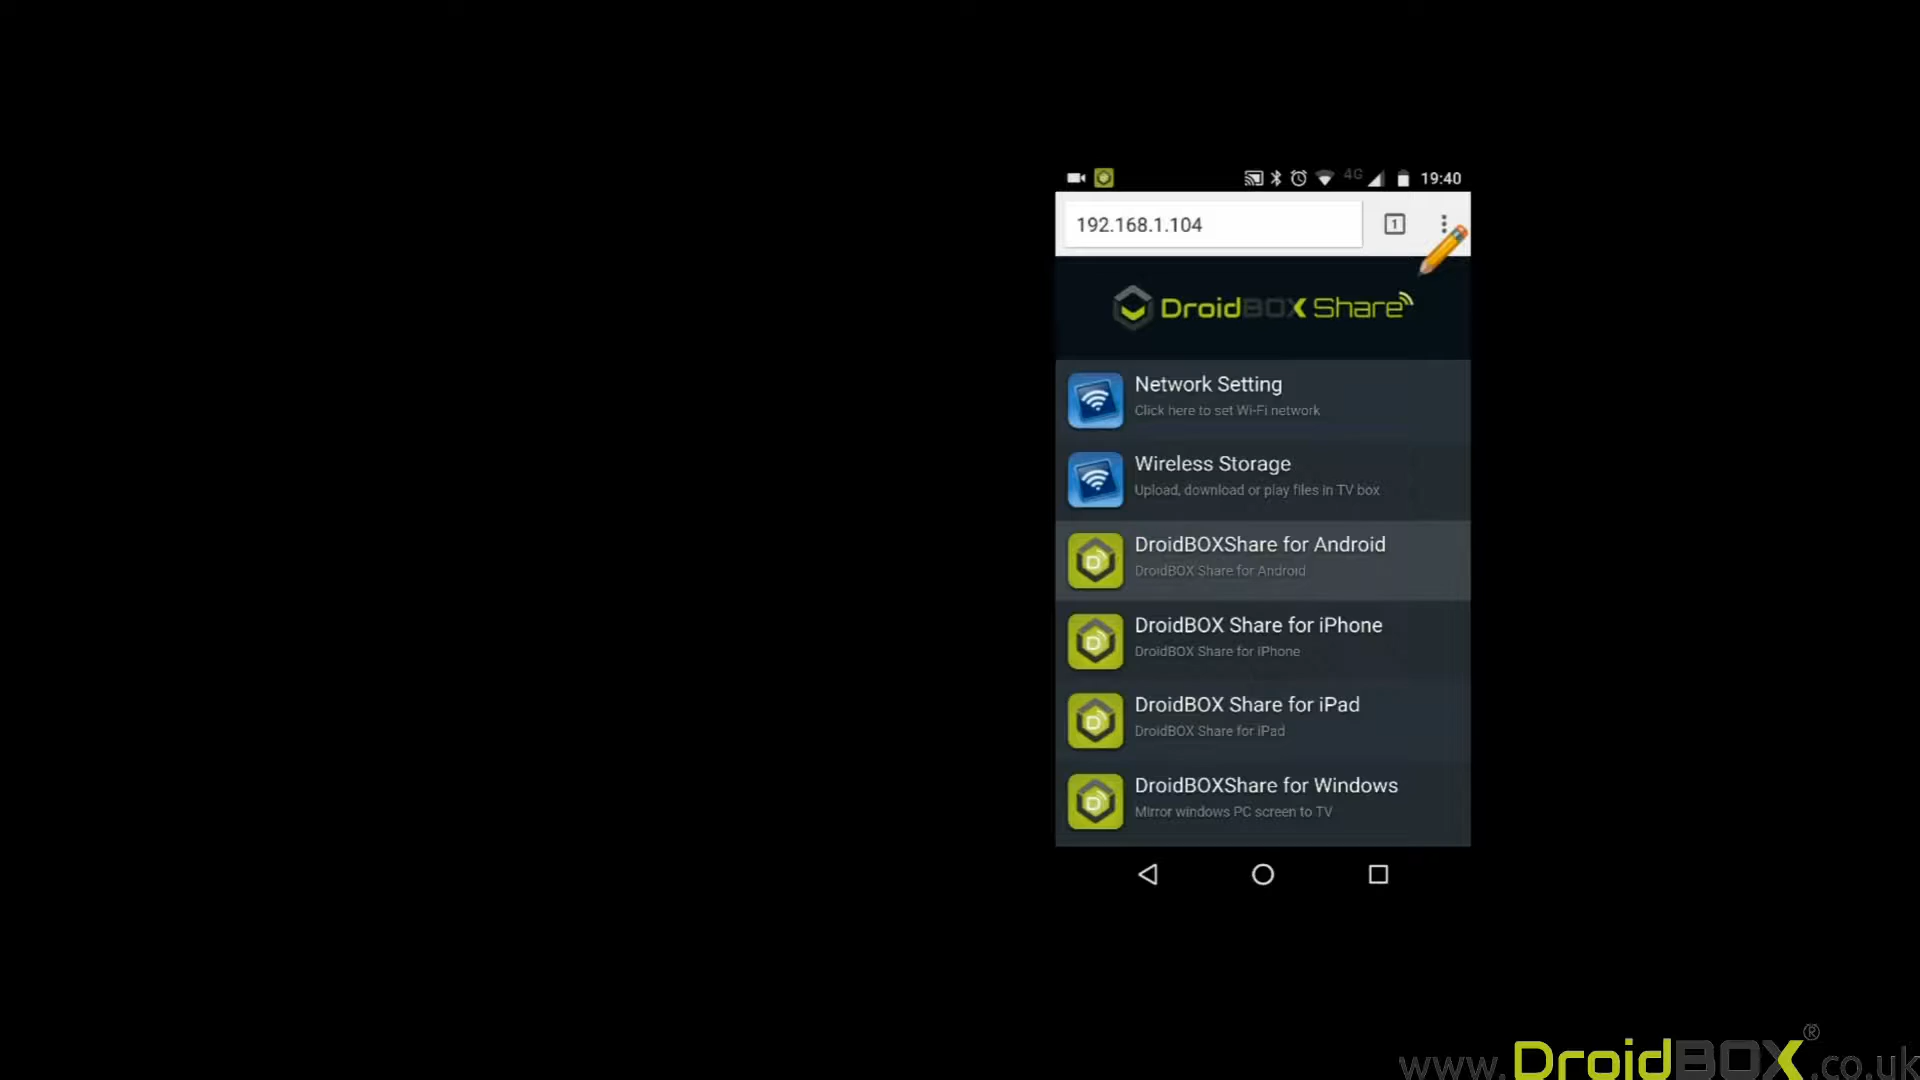 4G 19:40
192.168.1.104 1
DroidBOX Share
Network Setting
Click here to set Wi-Fi network
Wireless Storage
Upload, download or play files in TV box
DroidBOXShare for Android
DroidBOX Share for Android
DroidBOX Share for iPhone
DroidBOX Share for iPhone
DroidBOX Share for iPad
DroidBOX Share for iPad
DroidBOXShare for Windows
Mirror windows PC screen to TV
www.DroidBOX®.co.uk